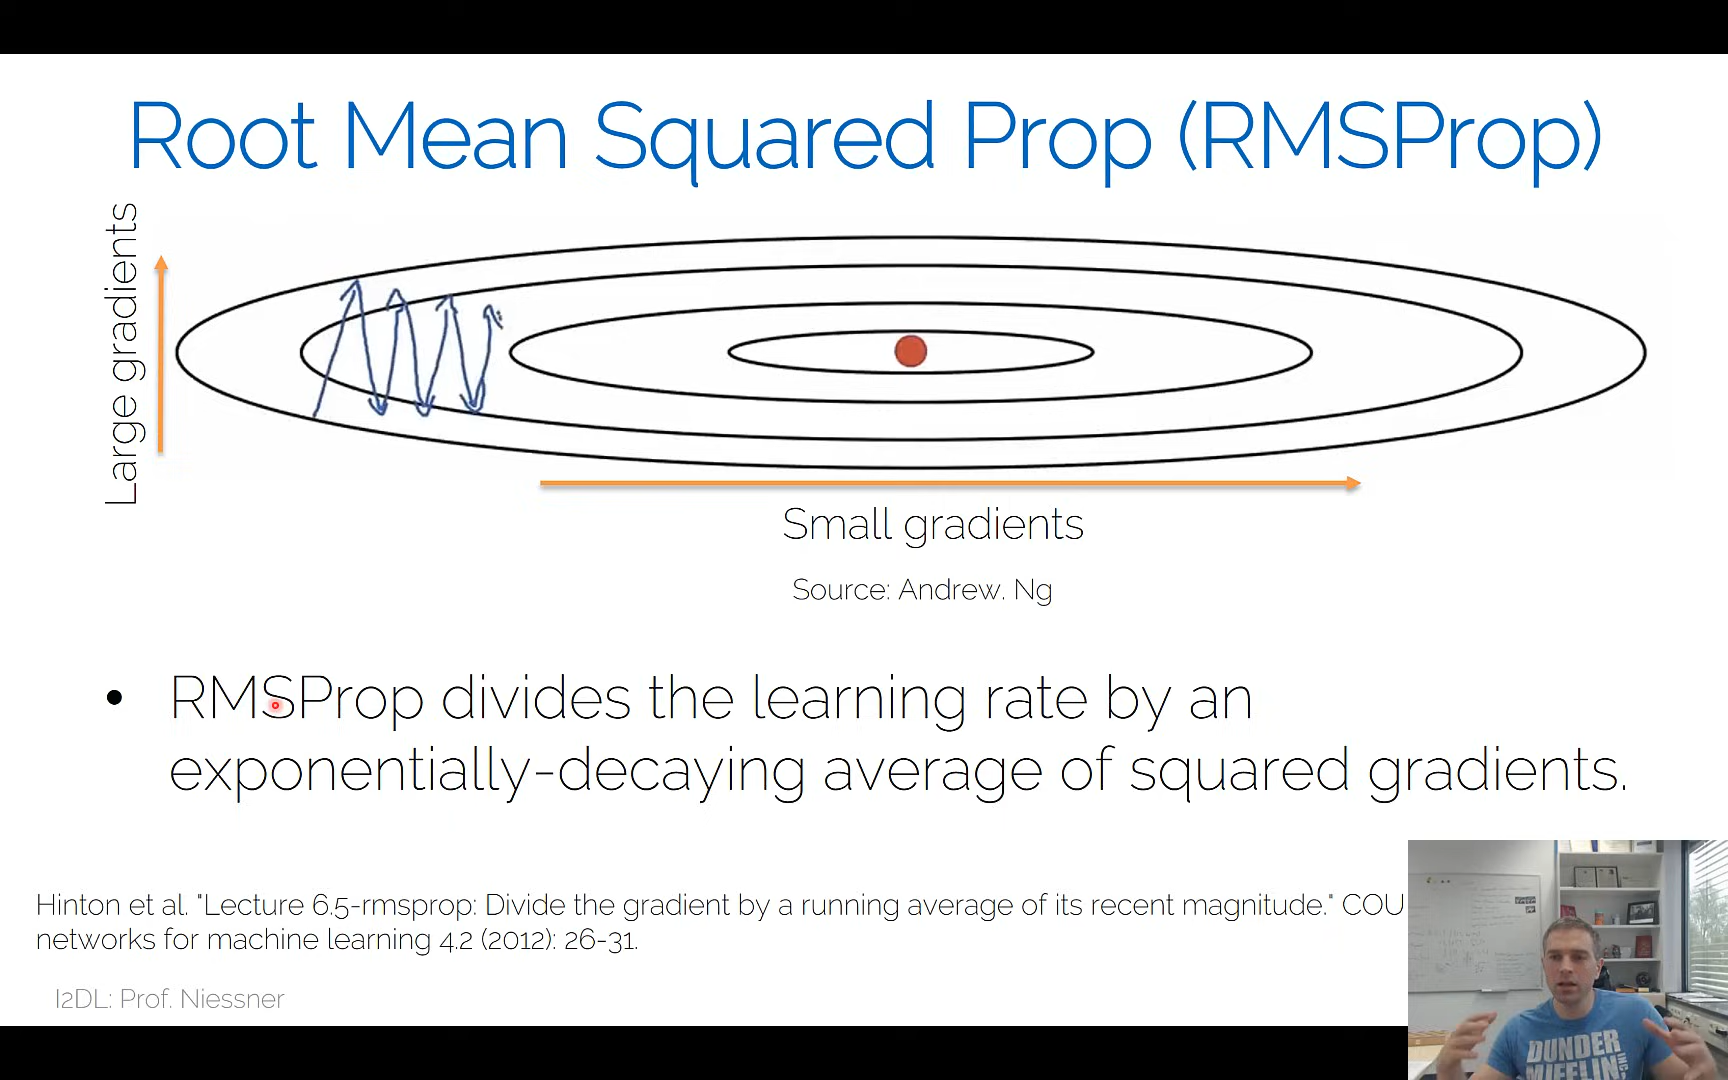 Root Mean Squared Prop (RMSProp)
Large gradients
Small gradients
Source: Andrew. Ng
• RMSProp divides the learning rate by an
exponentially-decaying average of squared gradients.
Hinton et al. "Lecture 6.5-rmsprop: Divide the gradient by a running average of its recent magnitude." COU
networks for machine learning 4.2 (2012): 26-31.
I2DL: Prof. Niessner
DUNDER
MIFFLIN